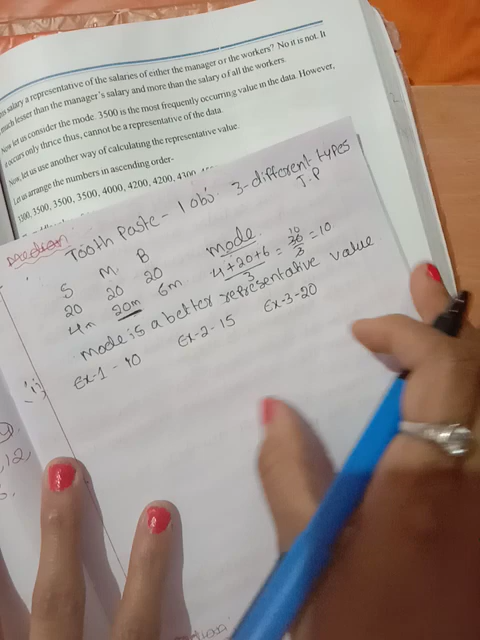 salary a representative of the salaries of either the manager or the workers? No it is not. It
much lesser than the manager's salary and more than the salary of all the workers.
Now let us consider the mode. 3500 is the most frequently occurring value in the data. However,
it occurs only thrice thus, cannot be a representative of the data.
Now, let us use another way of calculating the representative value.
Let us arrange the numbers in ascending order-
3300, 3500, 3500, 3500, 4000, 4200, 4200, 4300,
Tooth Paste - 1 obj 3-different types
T.P
S M. B mode
20 20 20 4+20+6/3 = 30/3 = 10
10
4m 20m 6m
mode is a better representative value
(ii) Ex-1 - 10 Ex-2-15 Ex-3-20
12